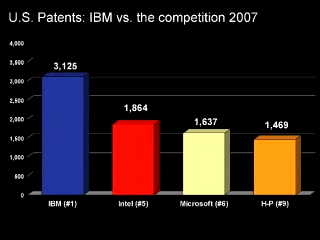 U.S. Patents: IBM vs. the competition 2007
4,000
3,500
3,000
2,500
2,000
1,500
1,000
500
0
3,125
1,864
1,637
1,469
IBM (#1)
Intel (#5)
Microsoft (#6)
H-P (#9)